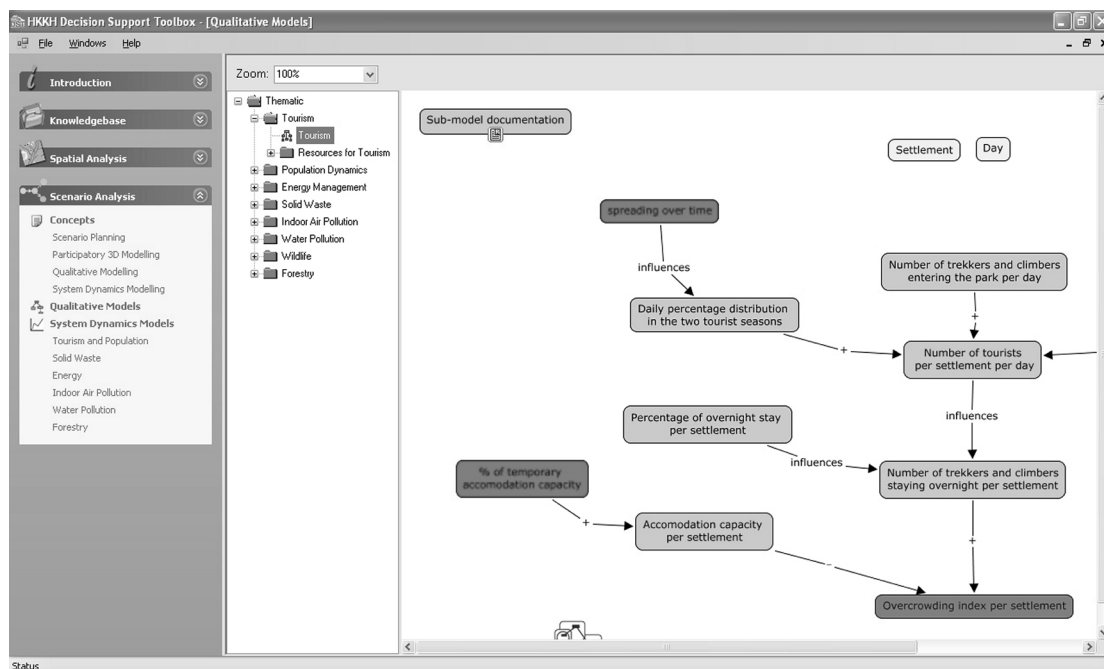 HKKH Decision Support Toolbox - [Qualitative Models]
File Windows Help
Introduction
Knowledgebase
Spatial Analysis
Scenario Analysis
Concepts
Scenario Planning
Participatory 3D Modelling
Qualitative Modelling
System Dynamics Modelling
Qualitative Models
System Dynamics Models
Tourism and Population
Solid Waste
Energy
Indoor Air Pollution
Water Pollution
Forestry
Zoom: 100%
Thematic
Tourism
Tourism
Resources for Tourism
Population Dynamics
Energy Management
Solid Waste
Indoor Air Pollution
Water Pollution
Wildlife
Forestry
Sub-model documentation
Settlement
Day
spreading over time
influences
Number of trekkers and climbers
entering the park per day
+
Daily percentage distribution
in the two tourist seasons
+
Number of tourists
per settlement per day
influences
Percentage of overnight stay
per settlement
influences
Number of trekkers and climbers
staying overnight per settlement
% of temporary
accomodation capacity
+
Accomodation capacity
per settlement
+
–
Overcrowding index per settlement
Status